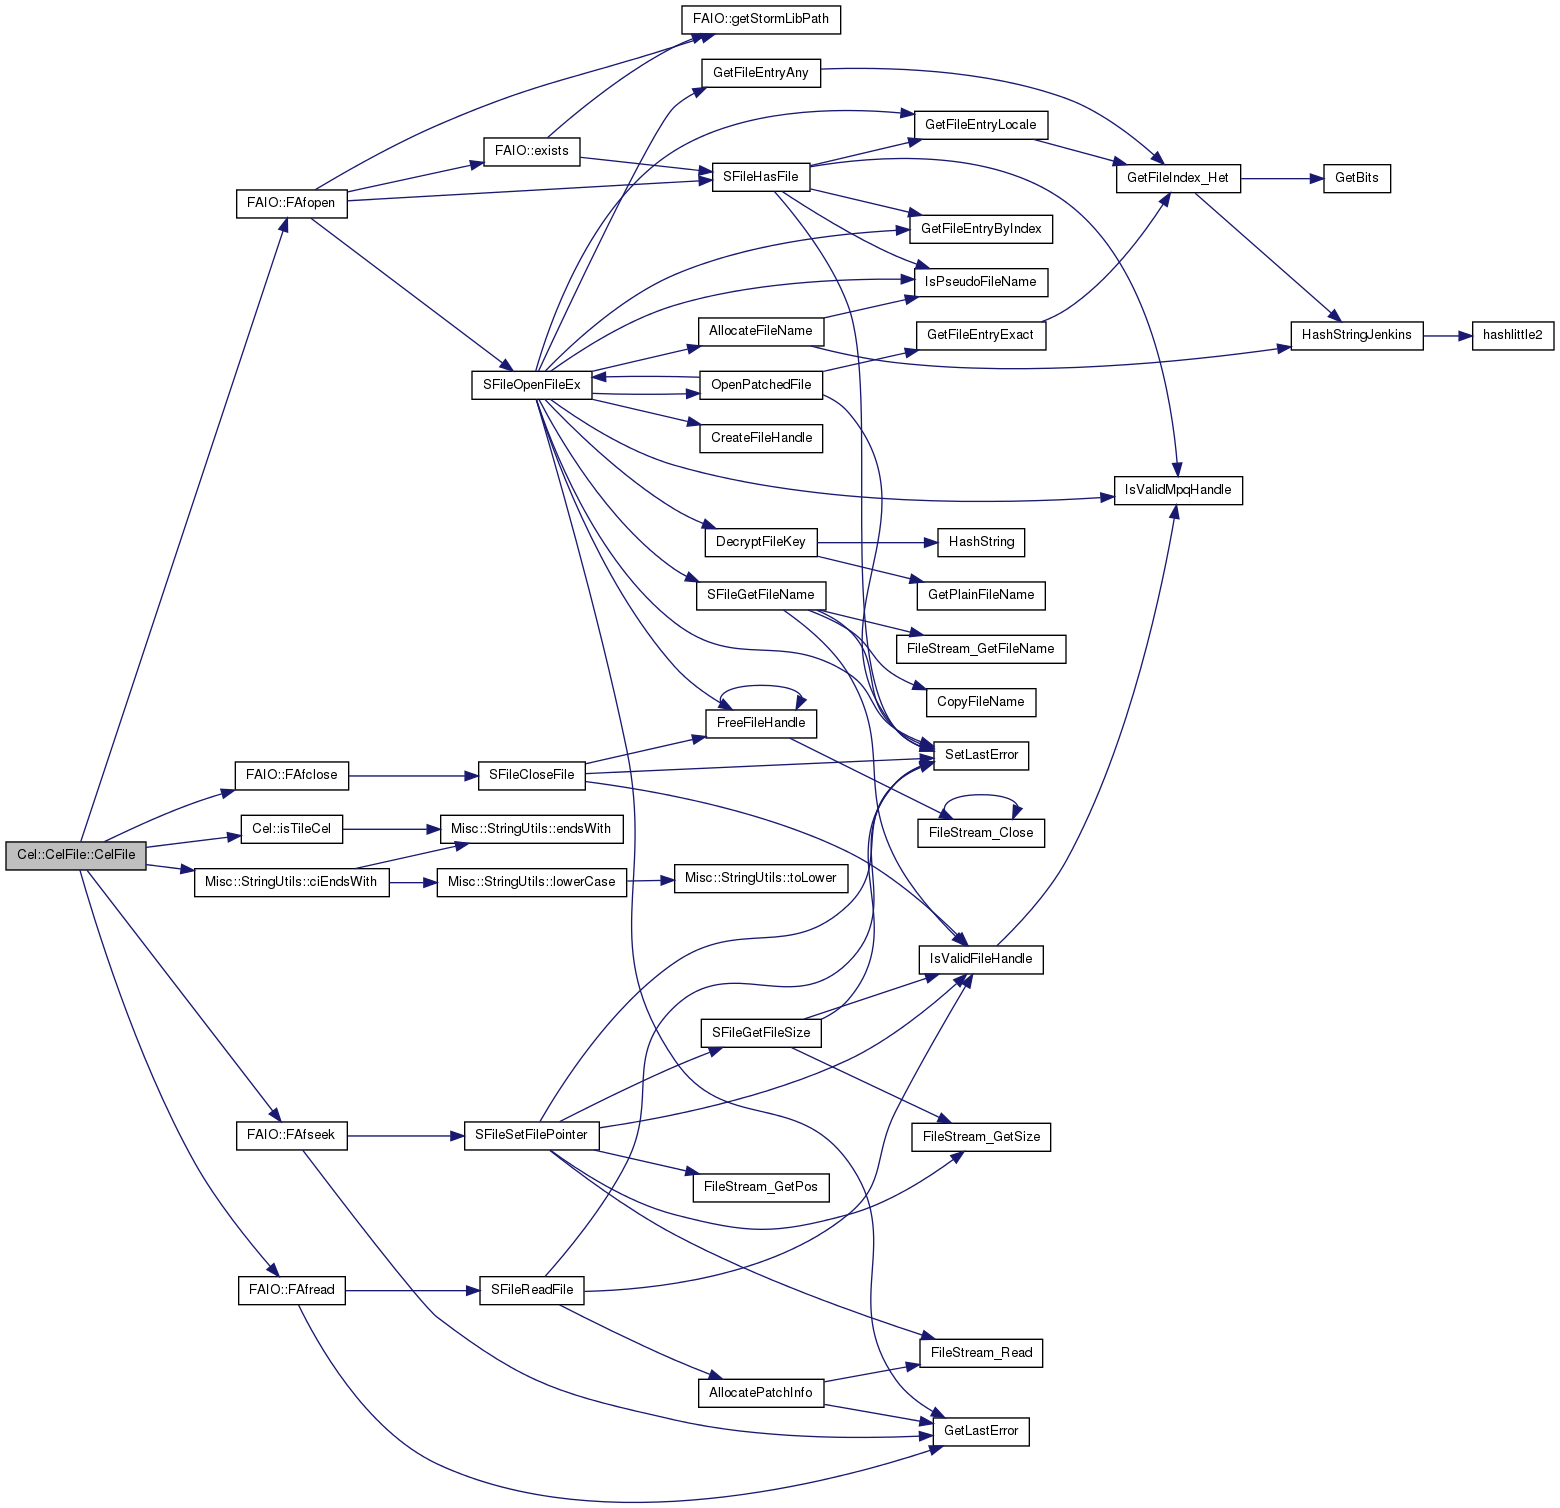 FAIO::getStormLibPath
GetFileEntryAny
GetFileEntryLocale
FAIO::exists
SFileHasFile
GetFileIndex_Het
GetBits
FAIO::FAfopen
GetFileEntryByIndex
IsPseudoFileName
AllocateFileName
GetFileEntryExact
HashStringJenkins
hashlittle2
SFileOpenFileEx
OpenPatchedFile
CreateFileHandle
IsValidMpqHandle
DecryptFileKey
HashString
SFileGetFileName
GetPlainFileName
FileStream_GetFileName
CopyFileName
FreeFileHandle
SetLastError
FAIO::FAfclose
SFileCloseFile
Cel::isTileCel
Misc::StringUtils::endsWith
FileStream_Close
Cel::CelFile::CelFile
Misc::StringUtils::ciEndsWith
Misc::StringUtils::lowerCase
Misc::StringUtils::toLower
IsValidFileHandle
SFileGetFileSize
FAIO::FAfseek
SFileSetFilePointer
FileStream_GetSize
FileStream_GetPos
FAIO::FAfread
SFileReadFile
FileStream_Read
AllocatePatchInfo
GetLastError